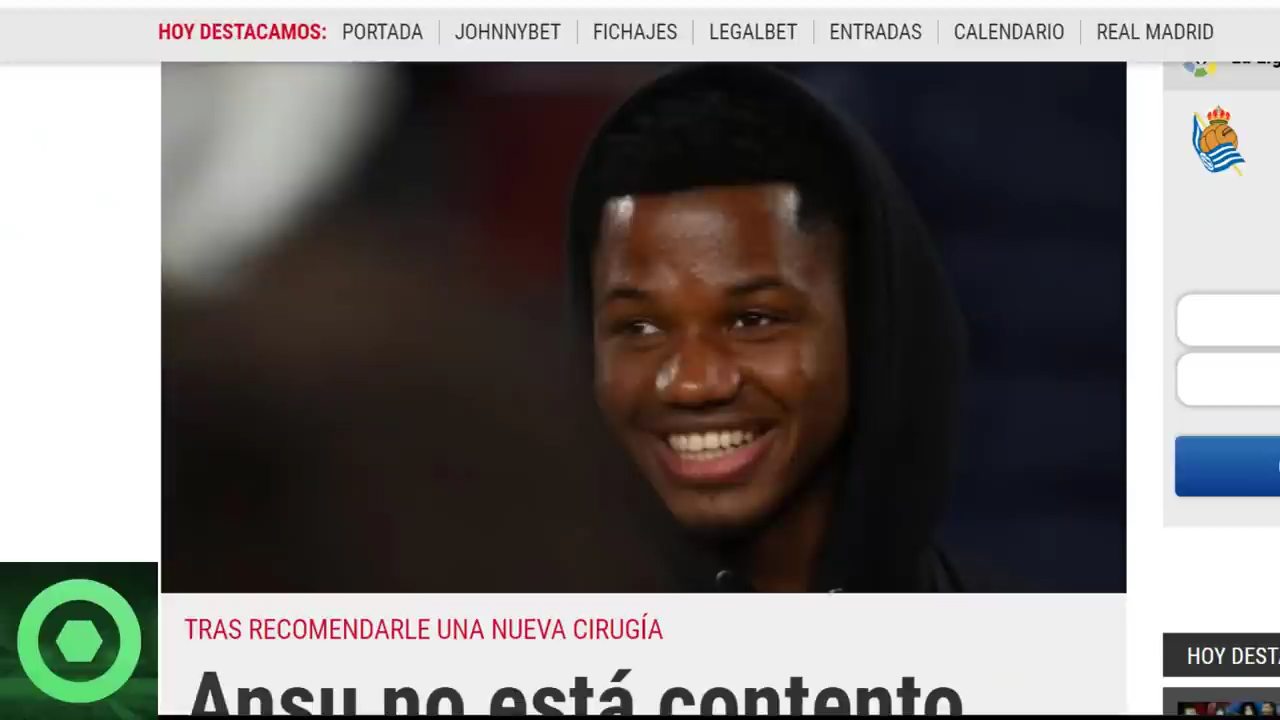 HOY DESTACAMOS: PORTADA JOHNNYBET FICHAJES LEGALBET ENTRADAS CALENDARIO REAL MADRID
TRAS RECOMENDARLE UNA NUEVA CIRUGÍA
Ansu no está contento
HOY DESTA